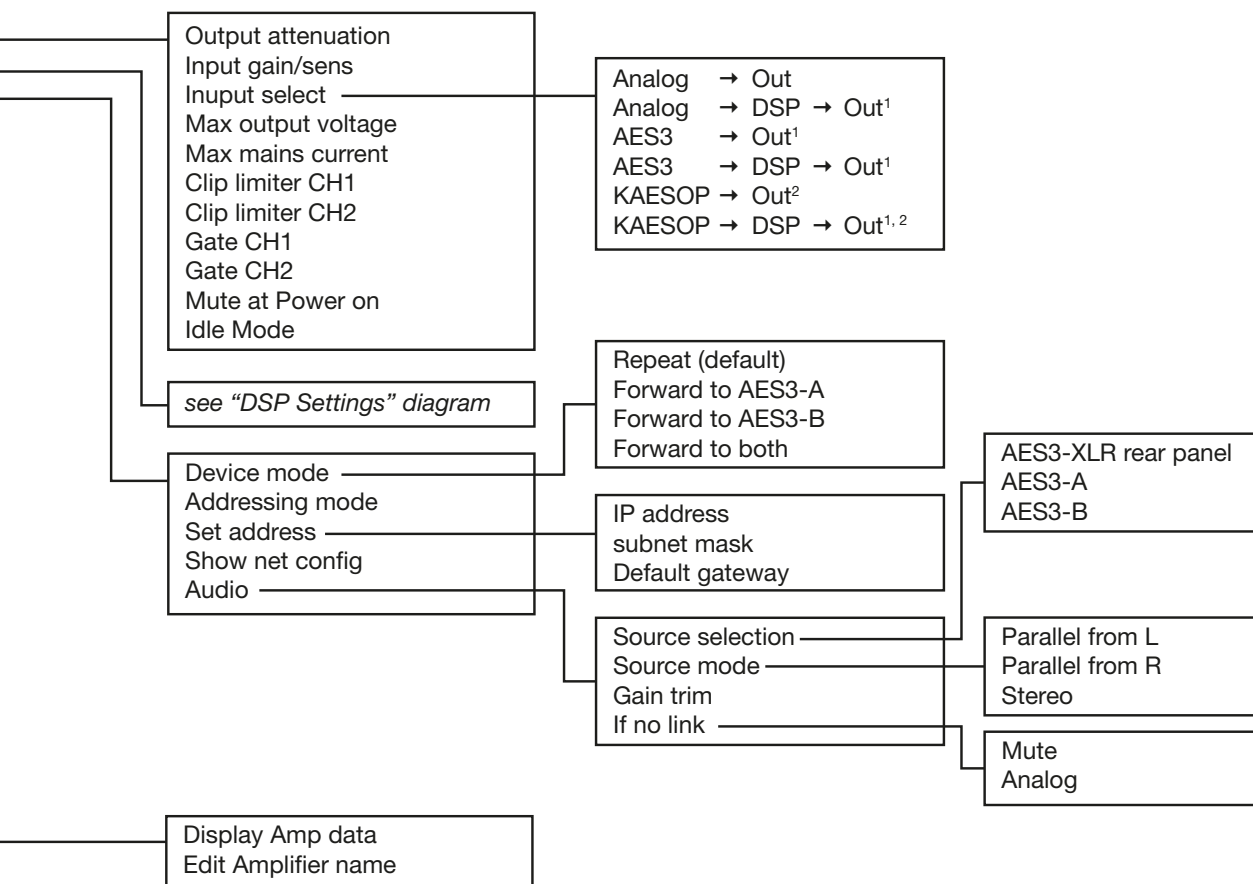 Output attenuation
Input gain/sens
Inuput select
Max output voltage
Max mains current
Clip limiter CH1
Clip limiter CH2
Gate CH1
Gate CH2
Mute at Power on
Idle Mode
Analog → Out
Analog → DSP → Out¹
AES3 → Out¹
AES3 → DSP → Out¹
KAESOP → Out²
KAESOP → DSP → Out¹, ²
see “DSP Settings” diagram
Repeat (default)
Forward to AES3-A
Forward to AES3-B
Forward to both
Device mode
Addressing mode
Set address
Show net config
Audio
IP address
subnet mask
Default gateway
AES3-XLR rear panel
AES3-A
AES3-B
Source selection
Source mode
Gain trim
If no link
Parallel from L
Parallel from R
Stereo
Mute
Analog
Display Amp data
Edit Amplifier name